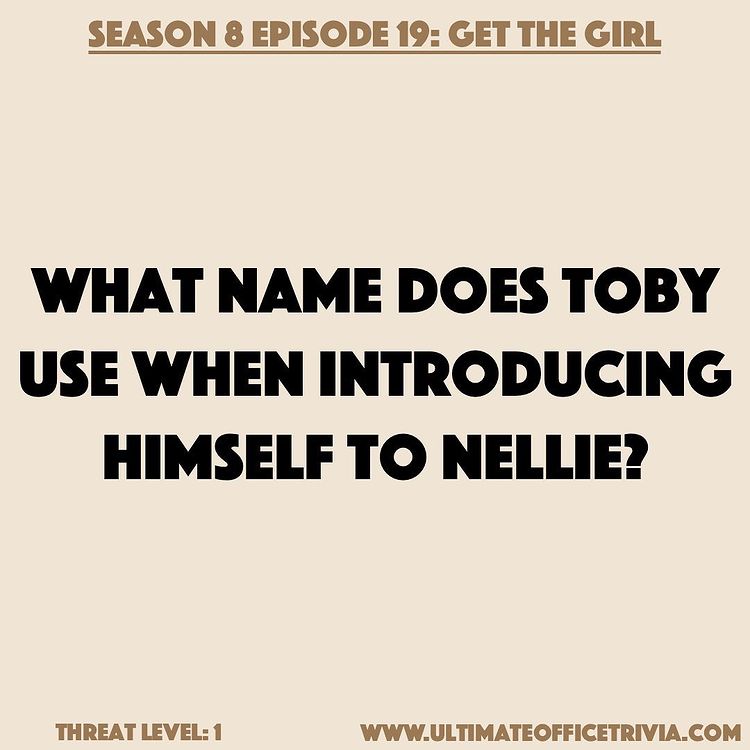 SEASON 8 EPISODE 19: GET THE GIRL
WHAT NAME DOES TOBY
USE WHEN INTRODUCING
HIMSELF TO NELLIE?
THREAT LEVEL: 1
WWW.ULTIMATEOFFICETRIVIA.COM